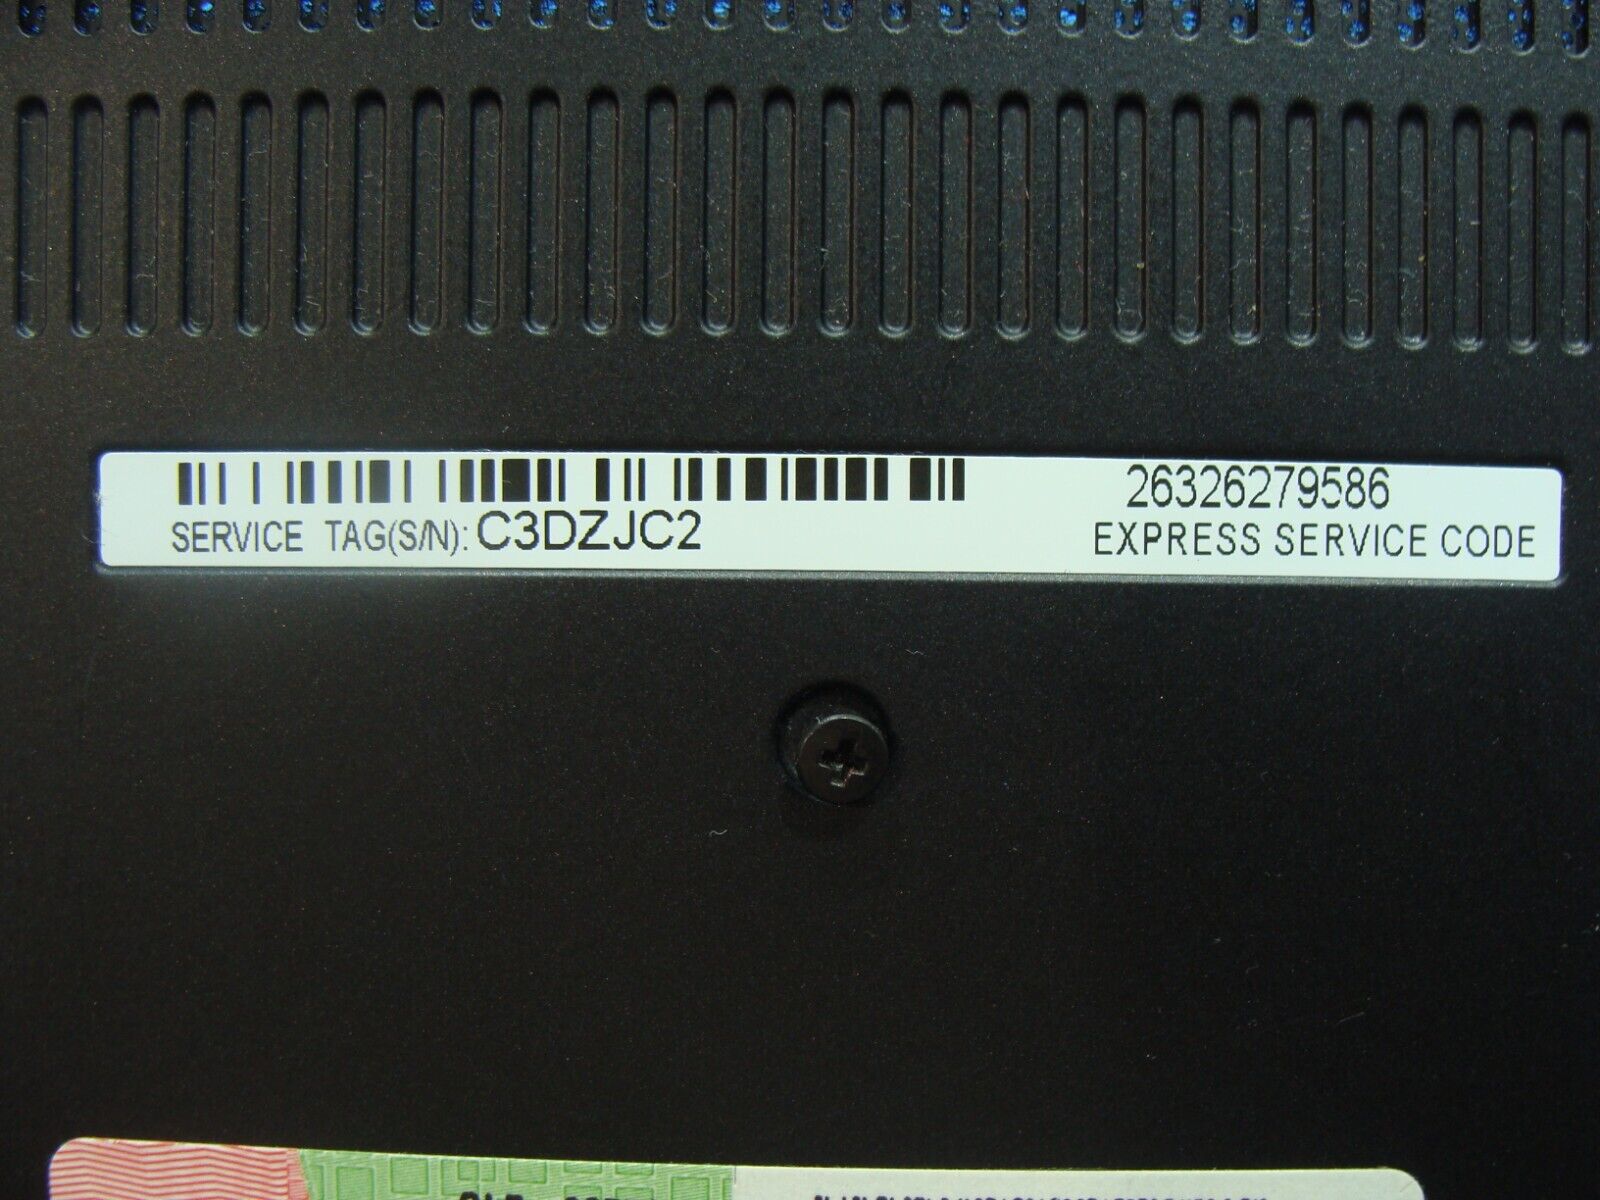 26326279586
SERVICE TAG(S/N): C3DZJC2
EXPRESS SERVICE CODE